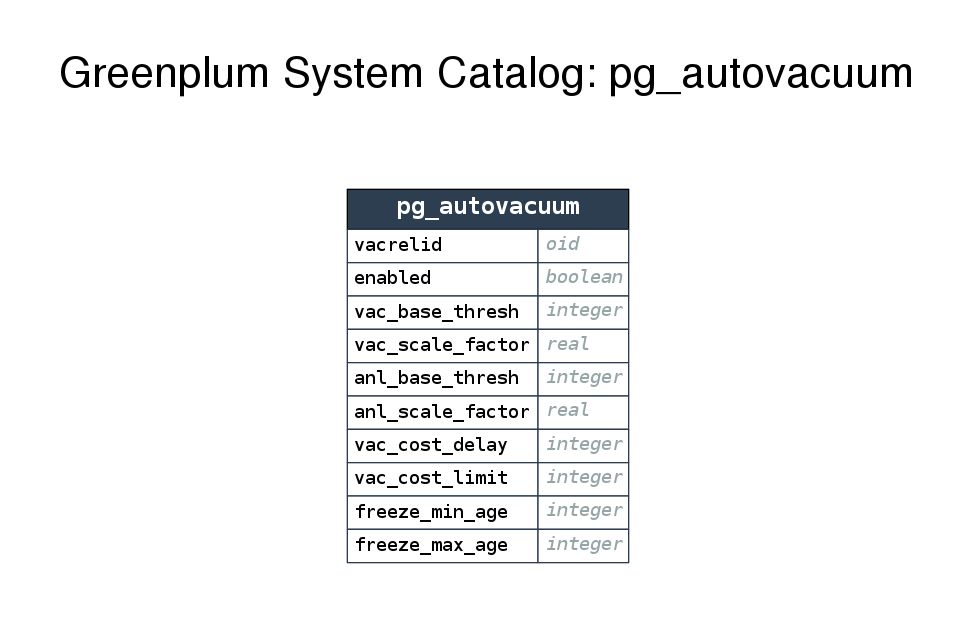 Greenplum System Catalog: pg_autovacuum
pg_autovacuum
vacrelid oid
enabled boolean
vac_base_thresh integer
vac_scale_factor real
anl_base_thresh integer
anl_scale_factor real
vac_cost_delay integer
vac_cost_limit integer
freeze_min_age integer
freeze_max_age integer